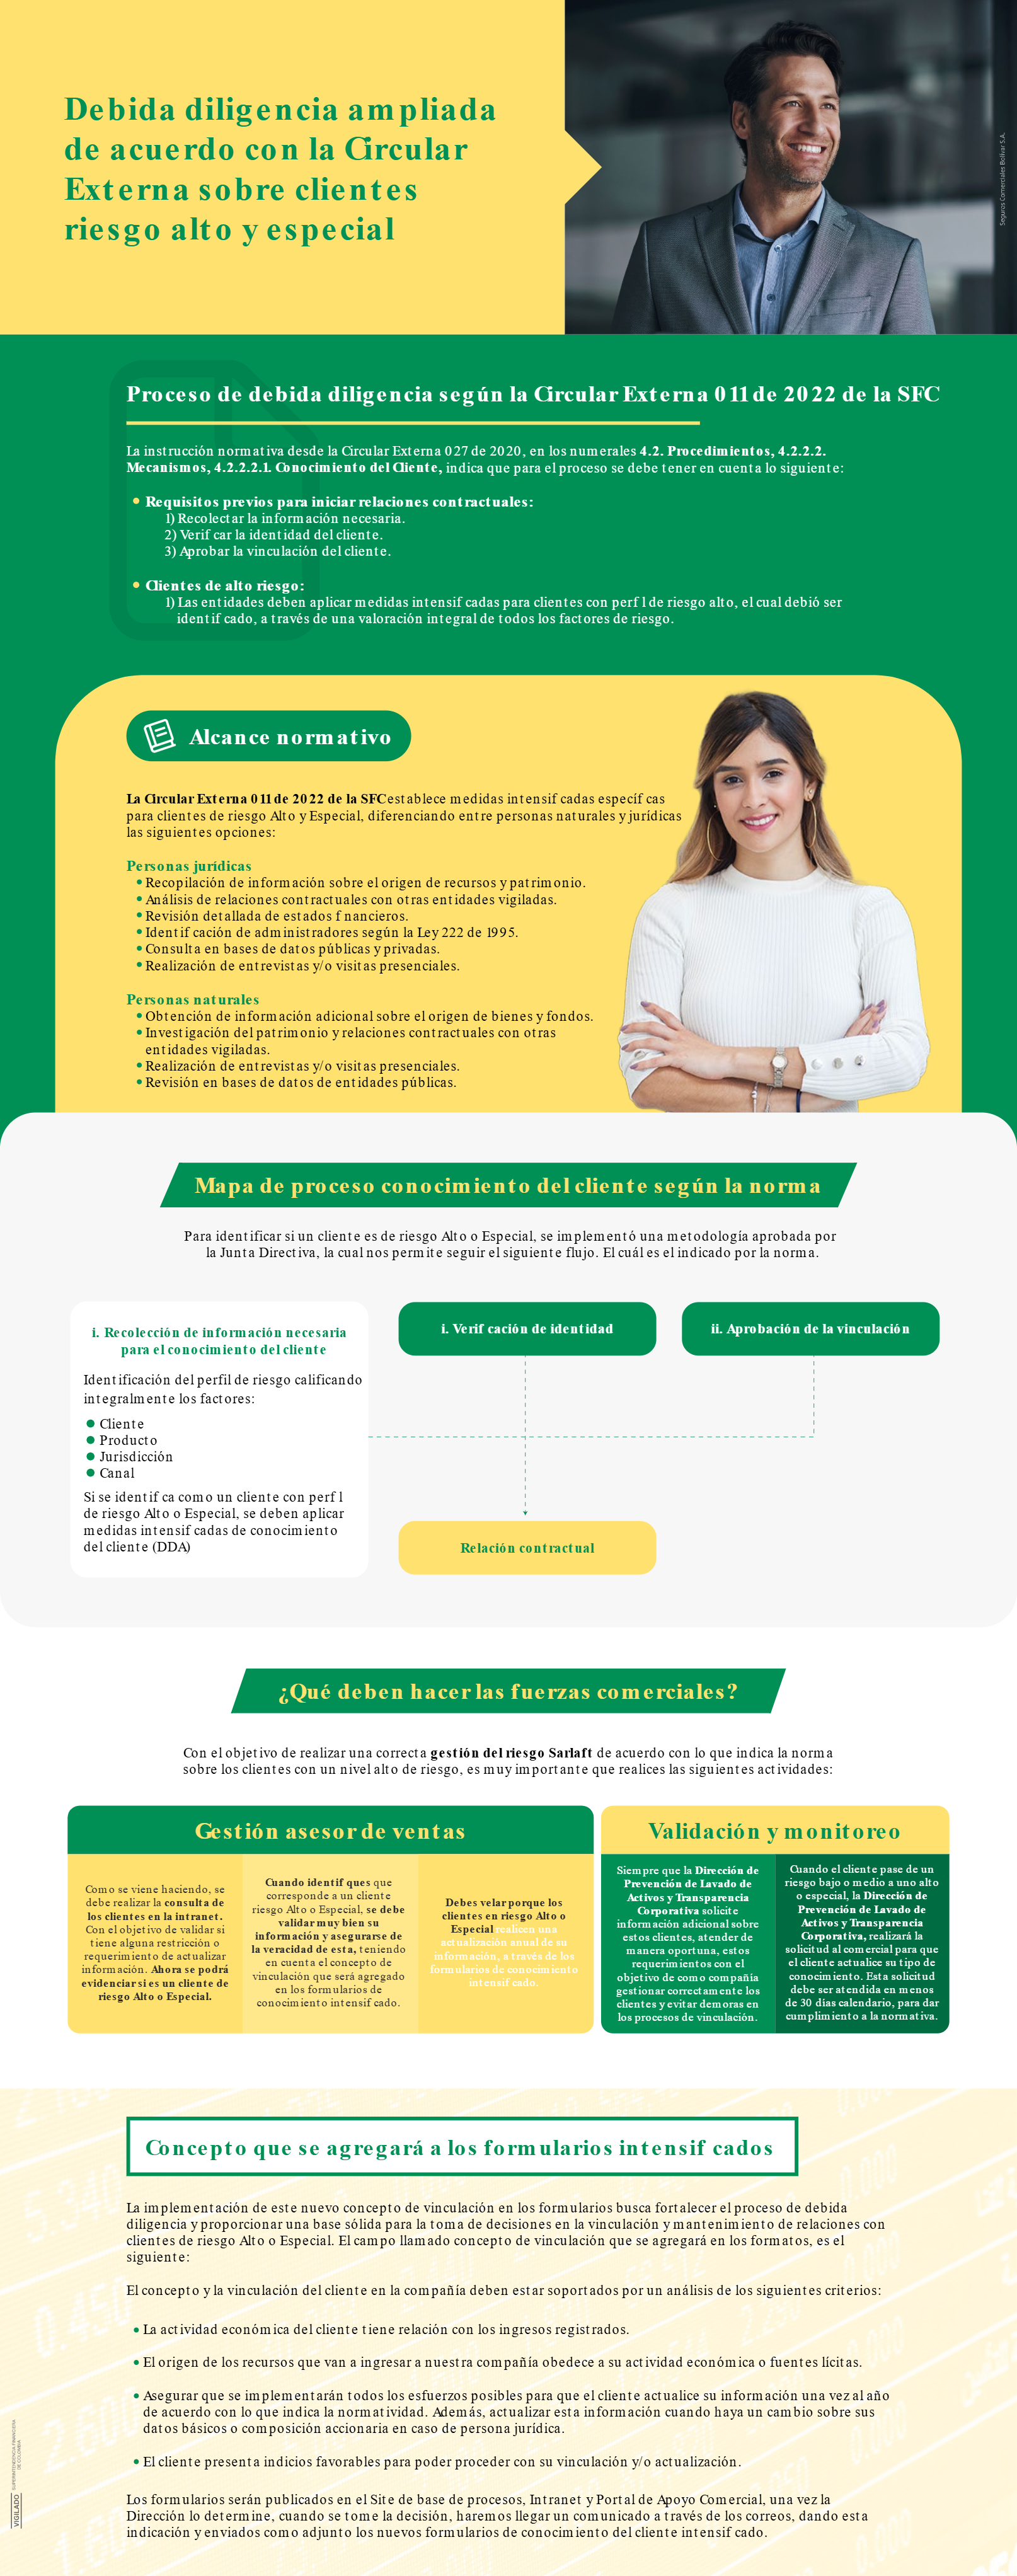 Debida diligencia ampliada
de acuerdo con la Circular
Externa sobre clientes
riesgo alto y especial
Seguros Comerciales Bolívar S.A.
Proceso de debida diligencia según la Circular Externa 011 de 2022 de la SFC
La instrucción normativa desde la Circular Externa 027 de 2020, en los numerales 4.2. Procedimientos, 4.2.2.2.
Mecanismos, 4.2.2.2.1. Conocimiento del Cliente, indica que para el proceso se debe tener en cuenta lo siguiente:
Requisitos previos para iniciar relaciones contractuales:
1) Recolectar la información necesaria.
2) Verif car la identidad del cliente.
3) Aprobar la vinculación del cliente.
Clientes de alto riesgo:
1) Las entidades deben aplicar medidas intensif cadas para clientes con perf l de riesgo alto, el cual debió ser
identif cado, a través de una valoración integral de todos los factores de riesgo.
Alcance normativo
La Circular Externa 011 de 2022 de la SFC establece medidas intensif cadas específ cas
para clientes de riesgo Alto y Especial, diferenciando entre personas naturales y jurídicas
las siguientes opciones:
Personas jurídicas
Recopilación de información sobre el origen de recursos y patrimonio.
Análisis de relaciones contractuales con otras entidades vigiladas.
Revisión detallada de estados f nancieros.
Identif cación de administradores según la Ley 222 de 1995.
Consulta en bases de datos públicas y privadas.
Realización de entrevistas y/o visitas presenciales.
Personas naturales
Obtención de información adicional sobre el origen de bienes y fondos.
Investigación del patrimonio y relaciones contractuales con otras
entidades vigiladas.
Realización de entrevistas y/o visitas presenciales.
Revisión en bases de datos de entidades públicas.
Mapa de proceso conocimiento del cliente según la norma
Para identificar si un cliente es de riesgo Alto o Especial, se implementó una metodología aprobada por
la Junta Directiva, la cual nos permite seguir el siguiente flujo. El cuál es el indicado por la norma.
i. Recolección de información necesaria
para el conocimiento del cliente
Identificación del perfil de riesgo calificando
integralmente los factores:
Cliente
Producto
Jurisdicción
Canal
Si se identif ca como un cliente con perf l
de riesgo Alto o Especial, se deben aplicar
medidas intensif cadas de conocimiento
del cliente (DDA)
i. Verif cación de identidad
ii. Aprobación de la vinculación
Relación contractual
¿Qué deben hacer las fuerzas comerciales?
Con el objetivo de realizar una correcta gestión del riesgo Sarlaft de acuerdo con lo que indica la norma
sobre los clientes con un nivel alto de riesgo, es muy importante que realices las siguientes actividades:
Gestión asesor de ventas
Como se viene haciendo, se
debe realizar la consulta de
los clientes en la intranet.
Con el objetivo de validar si
tiene alguna restricción o
requerimiento de actualizar
información. Ahora se podrá
evidenciar si es un cliente de
riesgo Alto o Especial.
Cuando identif ques que
corresponde a un cliente
riesgo Alto o Especial, se debe
validar muy bien su
información y asegurarse de
la veracidad de esta, teniendo
en cuenta el concepto de
vinculación que será agregado
en los formularios de
conocimiento intensif cado.
Debes velar porque los
clientes en riesgo Alto o
Especial realicen una
actualización anual de su
información, a través de los
formularios de conocimiento
intensif cado.
Validación y monitoreo
Siempre que la Dirección de
Prevención de Lavado de
Activos y Transparencia
Corporativa solicite
información adicional sobre
estos clientes, atender de
manera oportuna, estos
requerimientos con el
objetivo de como compañía
gestionar correctamente los
clientes y evitar demoras en
los procesos de vinculación.
Cuando el cliente pase de un
riesgo bajo o medio a uno alto
o especial, la Dirección de
Prevención de Lavado de
Activos y Transparencia
Corporativa, realizará la
solicitud al comercial para que
el cliente actualice su tipo de
conocimiento. Esta solicitud
debe ser atendida en menos
de 30 días calendario, para dar
cumplimiento a la normativa.
Concepto que se agregará a los formularios intensif cados
La implementación de este nuevo concepto de vinculación en los formularios busca fortalecer el proceso de debida
diligencia y proporcionar una base sólida para la toma de decisiones en la vinculación y mantenimiento de relaciones con
clientes de riesgo Alto o Especial. El campo llamado concepto de vinculación que se agregará en los formatos, es el
siguiente:
El concepto y la vinculación del cliente en la compañía deben estar soportados por un análisis de los siguientes criterios:
La actividad económica del cliente tiene relación con los ingresos registrados.
El origen de los recursos que van a ingresar a nuestra compañía obedece a su actividad económica o fuentes lícitas.
Asegurar que se implementarán todos los esfuerzos posibles para que el cliente actualice su información una vez al año
de acuerdo con lo que indica la normatividad. Además, actualizar esta información cuando haya un cambio sobre sus
datos básicos o composición accionaria en caso de persona jurídica.
El cliente presenta indicios favorables para poder proceder con su vinculación y/o actualización.
Los formularios serán publicados en el Site de base de procesos, Intranet y Portal de Apoyo Comercial, una vez la
Dirección lo determine, cuando se tome la decisión, haremos llegar un comunicado a través de los correos, dando esta
indicación y enviados como adjunto los nuevos formularios de conocimiento del cliente intensif cado.
VIGILADO
SUPERINTENDENCIA FINANCIERA
DE COLOMBIA